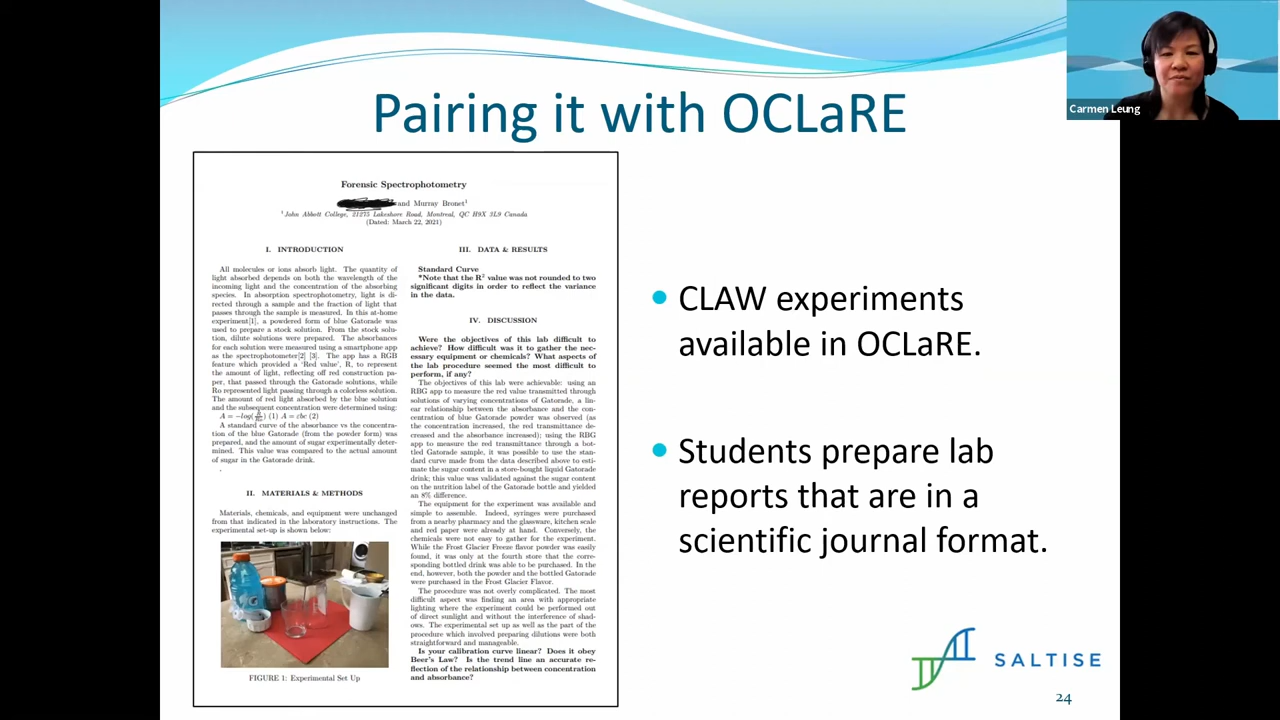 Pairing it with OCLaRE
Carmen Leung
Forensic Spectrophotometry
and Murray Bronet¹
¹John Abbott College, 21275 Lakeshore Road, Montreal, QC H9X 3L9 Canada
(Dated: March 22, 2021)
I. INTRODUCTION
All molecules or ions absorb light. The quantity of
light absorbed depends on both the wavelength of the
incoming light and the concentration of the absorbing
species. In absorption spectrophotometry, light is di-
rected through a sample and the fraction of light that
passes through the sample is measured. In this at-home
experiment[1], a powdered form of blue Gatorade was
used to prepare a stock solution. From the stock solu-
tion, dilute solutions were prepared. The absorbances
for each solution were measured using a smartphone app
as the spectrophotometer[2] [3]. The app has a RGB
feature which provided a 'Red value', R, to represent
the amount of light, reflecting off red construction pa-
per, that passed through the Gatorade solutions, while
Ro represented light passing through a colorless solution.
The amount of red light absorbed by the blue solution
and the subsequent concentration were determined using:
A = −log(R/Ro) (1) A = εbc (2)
A standard curve of the absorbance vs the concentra-
tion of the blue Gatorade (from the powder form) was
prepared, and the amount of sugar experimentally deter-
mined. This value was compared to the actual amount
of sugar in the Gatorade drink.
.
II. MATERIALS & METHODS
Materials, chemicals, and equipment were unchanged
from that indicated in the laboratory instructions. The
experimental set-up is shown below:
FIGURE 1: Experimental Set Up
III. DATA & RESULTS
Standard Curve
*Note that the R² value was not rounded to two
significant digits in order to reflect the variance
in the data.
IV. DISCUSSION
Were the objectives of this lab difficult to
achieve? How difficult was it to gather the nec-
essary equipment or chemicals? What aspects of
the lab procedure seemed the most difficult to
perform, if any?
The objectives of this lab were achievable: using an
RBG app to measure the red value transmitted through
solutions of varying concentrations of Gatorade, a lin-
ear relationship between the absorbance and the con-
centration of blue Gatorade powder was observed (as
the concentration increased, the red transmittance de-
creased and the absorbance increased); using the RBG
app to measure the red transmittance through a bot-
tled Gatorade sample, it was possible to use the stan-
dard curve made from the data described above to esti-
mate the sugar content in a store-bought liquid Gatorade
drink; this value was validated against the sugar content
on the nutrition label of the Gatorade bottle and yielded
an 8% difference.
The equipment for the experiment was available and
simple to assemble. Indeed, syringes were purchased
from a nearby pharmacy and the glassware, kitchen scale
and red paper were already at hand. Conversely, the
chemicals were not easy to gather for the experiment.
While the Frost Glacier Freeze flavor powder was easily
found, it was only at the fourth store that the corre-
sponding bottled drink was able to be purchased. In the
end, however, both the powder and the bottled Gatorade
were purchased in the Frost Glacier Flavor.
The procedure was not overly complicated. The most
difficult aspect was finding an area with appropriate
lighting where the experiment could be performed out
of direct sunlight and without the interference of shad-
ows. The experimental set up as well as the part of the
procedure which involved preparing dilutions were both
straightforward and manageable.
Is your calibration curve linear? Does it obey
Beer's Law? Is the trend line an accurate re-
flection of the relationship between concentration
and absorbance?
CLAW experiments
available in OCLaRE.
Students prepare lab
reports that are in a
scientific journal format.
SALTISE
24